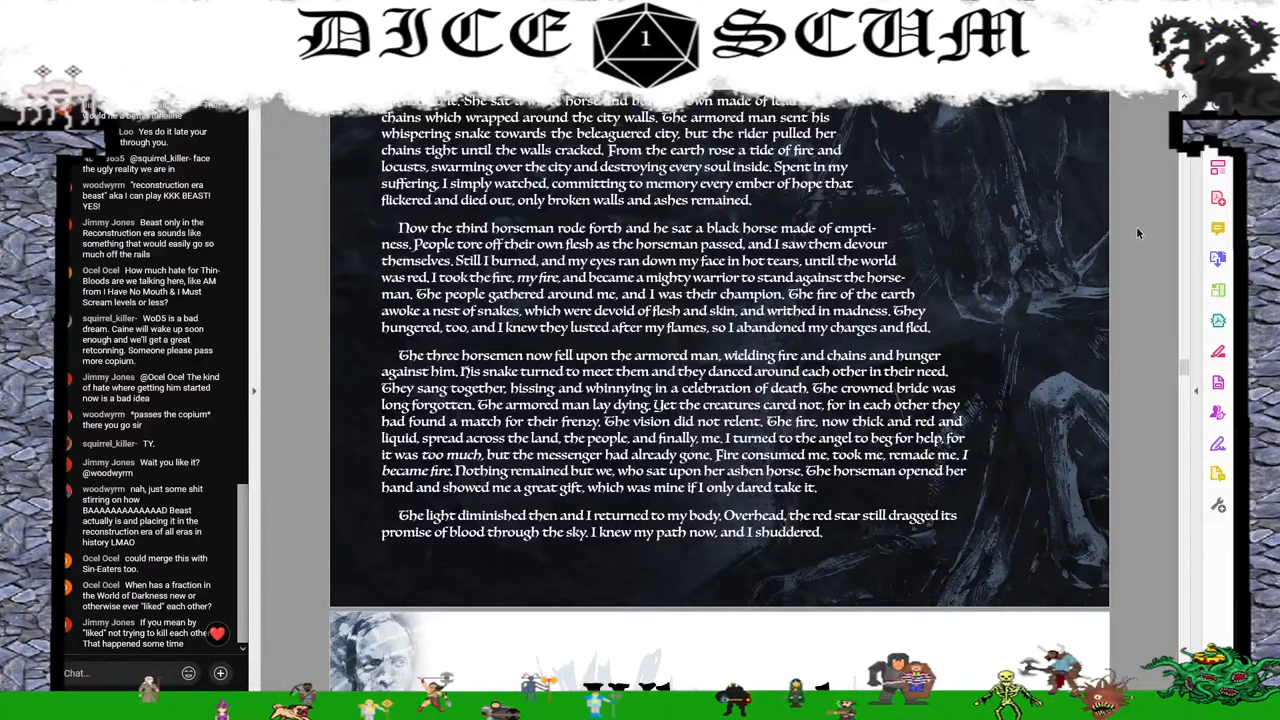 DICE 1 SCUM
would be a better timeline
Loo Yes do it late your
through you.
@squirrel_killer- face
the ugly reality we are in
woodwyrm "reconstruction era
beast" aka I can play KKK BEAST!
YES!
Jimmy Jones Beast only in the
Reconstruction era sounds like
something that would easily go so
much off the rails
Ocel Ocel How much hate for Thin-
Bloods are we talking here, like AM
from I Have No Mouth & I Must
Scream levels or less?
squirrel_killer- WoD5 is a bad
dream. Caine will wake up soon
enough and we'll get a great
retconning. Someone please pass
more copium.
Jimmy Jones @Ocel Ocel The kind
of hate where getting him started
now is a bad idea
woodwyrm *passes the copium*
there you go sir
squirrel_killer- TY.
Jimmy Jones Wait you like it?
@woodwyrm
woodwyrm nah, just some shit
stirring on how
BAAAAAAAAAAAAD Beast
actually is and placing it in the
reconstruction era of all eras in
history LMAO
Ocel Ocel could merge this with
Sin-Eaters too.
Ocel Ocel When has a fraction in
the World of Darkness new or
otherwise ever "liked" each other?
Jimmy Jones If you mean by
"liked" not trying to kill each othe
That happened some time
Chat...
it. She sat a horse and made of lead
chains which wrapped around the city walls. The armored man sent his
whispering snake towards the beleaguered city, but the rider pulled her
chains tight until the walls cracked. From the earth rose a tide of fire and
locusts, swarming over the city and destroying every soul inside. Spent in my
suffering, I simply watched, committing to memory every ember of hope that
flickered and died out, only broken walls and ashes remained.
Now the third horseman rode forth and he sat a black horse made of empti-
ness. People tore off their own flesh as the horseman passed, and I saw them devour
themselves. Still I burned, and my eyes ran down my face in hot tears, until the world
was red. I took the fire, my fire, and became a mighty warrior to stand against the horse-
man. The people gathered around me, and I was their champion. The fire of the earth
awoke a nest of snakes, which were devoid of flesh and skin, and writhed in madness. They
hungered, too, and I knew they lusted after my flames, so I abandoned my charges and fled.
The three horsemen now fell upon the armored man, wielding fire and chains and hunger
against him. His snake turned to meet them and they danced around each other in their need.
They sang together, hissing and whinnying in a celebration of death. The crowned bride was
long forgotten. The armored man lay dying. Yet the creatures cared not, for in each other they
had found a match for their frenzy. The vision did not relent. The fire, now thick and red and
liquid, spread across the land, the people, and finally, me. I turned to the angel to beg for help, for
it was too much, but the messenger had already gone. Fire consumed me, took me, remade me. I
became fire. Nothing remained but we, who sat upon her ashen horse. The horseman opened her
hand and showed me a great gift, which was mine if I only dared take it.
The light diminished then and I returned to my body. Overhead, the red star still dragged its
promise of blood through the sky. I knew my path now, and I shuddered.